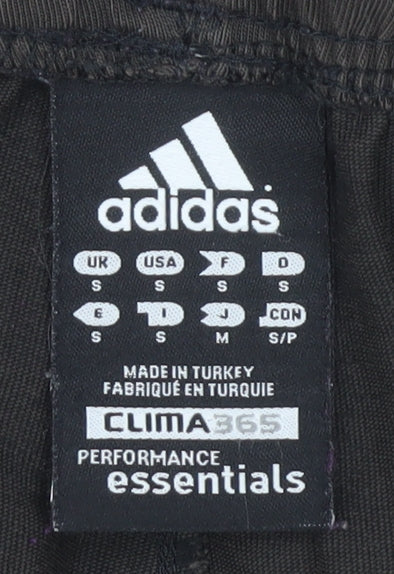 adidas
UK USA F D
S S S S
E I J CDN
S S M S/P
MADE IN TURKEY
FABRIQUÉ EN TURQUIE
CLIMA365
PERFORMANCE
essentials